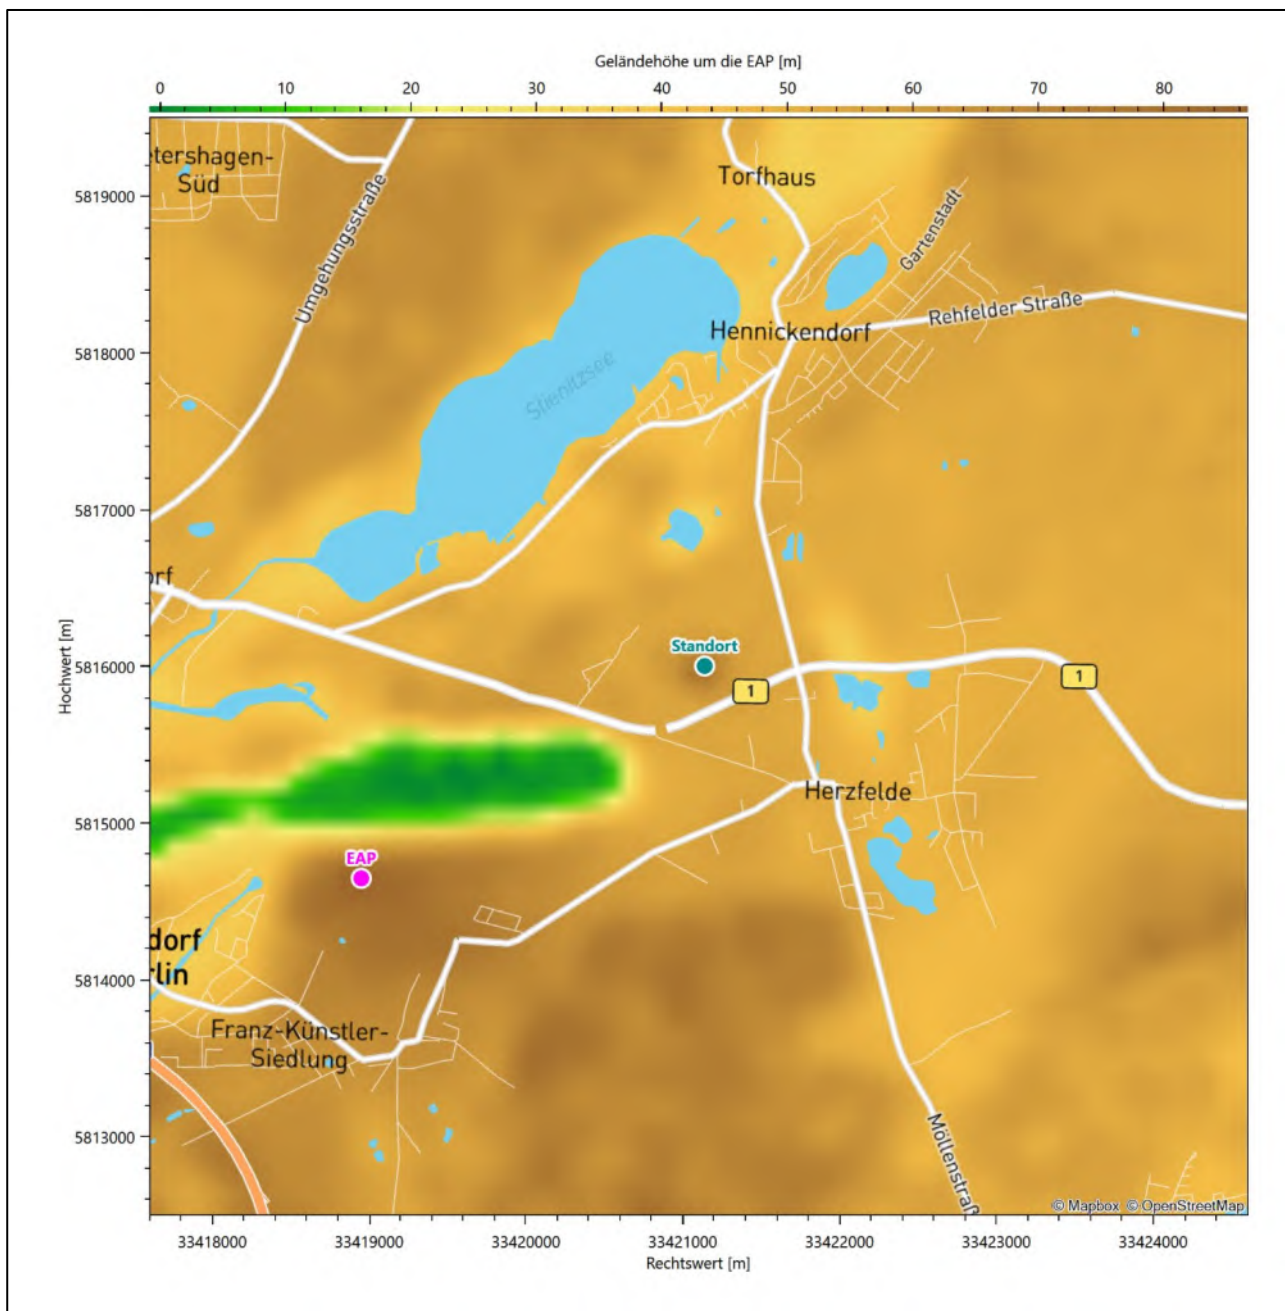 Geländehöhe um die EAP [m]
0 10 20 30 40 50 60 70 80
etershagen-
Süd
Torfhaus
5819000
Umgehungsstraße
Gartenstadt
Rehfelder Straße
Hennickendorf
5818000
Stienitzsee
5817000
orf
Hochwert [m]
Standort
5816000
1
1
Herzfelde
5815000
EAP
dorf
rlin
5814000
Franz-Künstler-
Siedlung
5813000
Möllenstraß
© Mapbox © OpenStreetMap
33418000 33419000 33420000 33421000 33422000 33423000 33424000
Rechtswert [m]